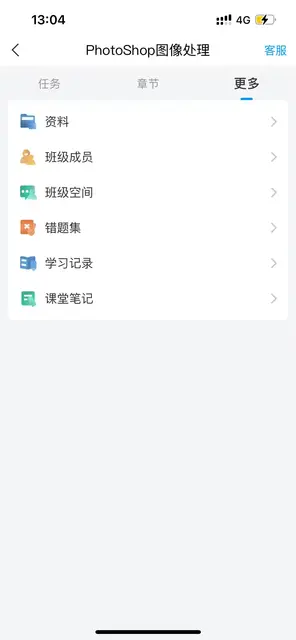 13:04
4G
PhotoShop图像处理
客服
任务
章节
更多
资料
班级成员
班级空间
错题集
学习记录
课堂笔记